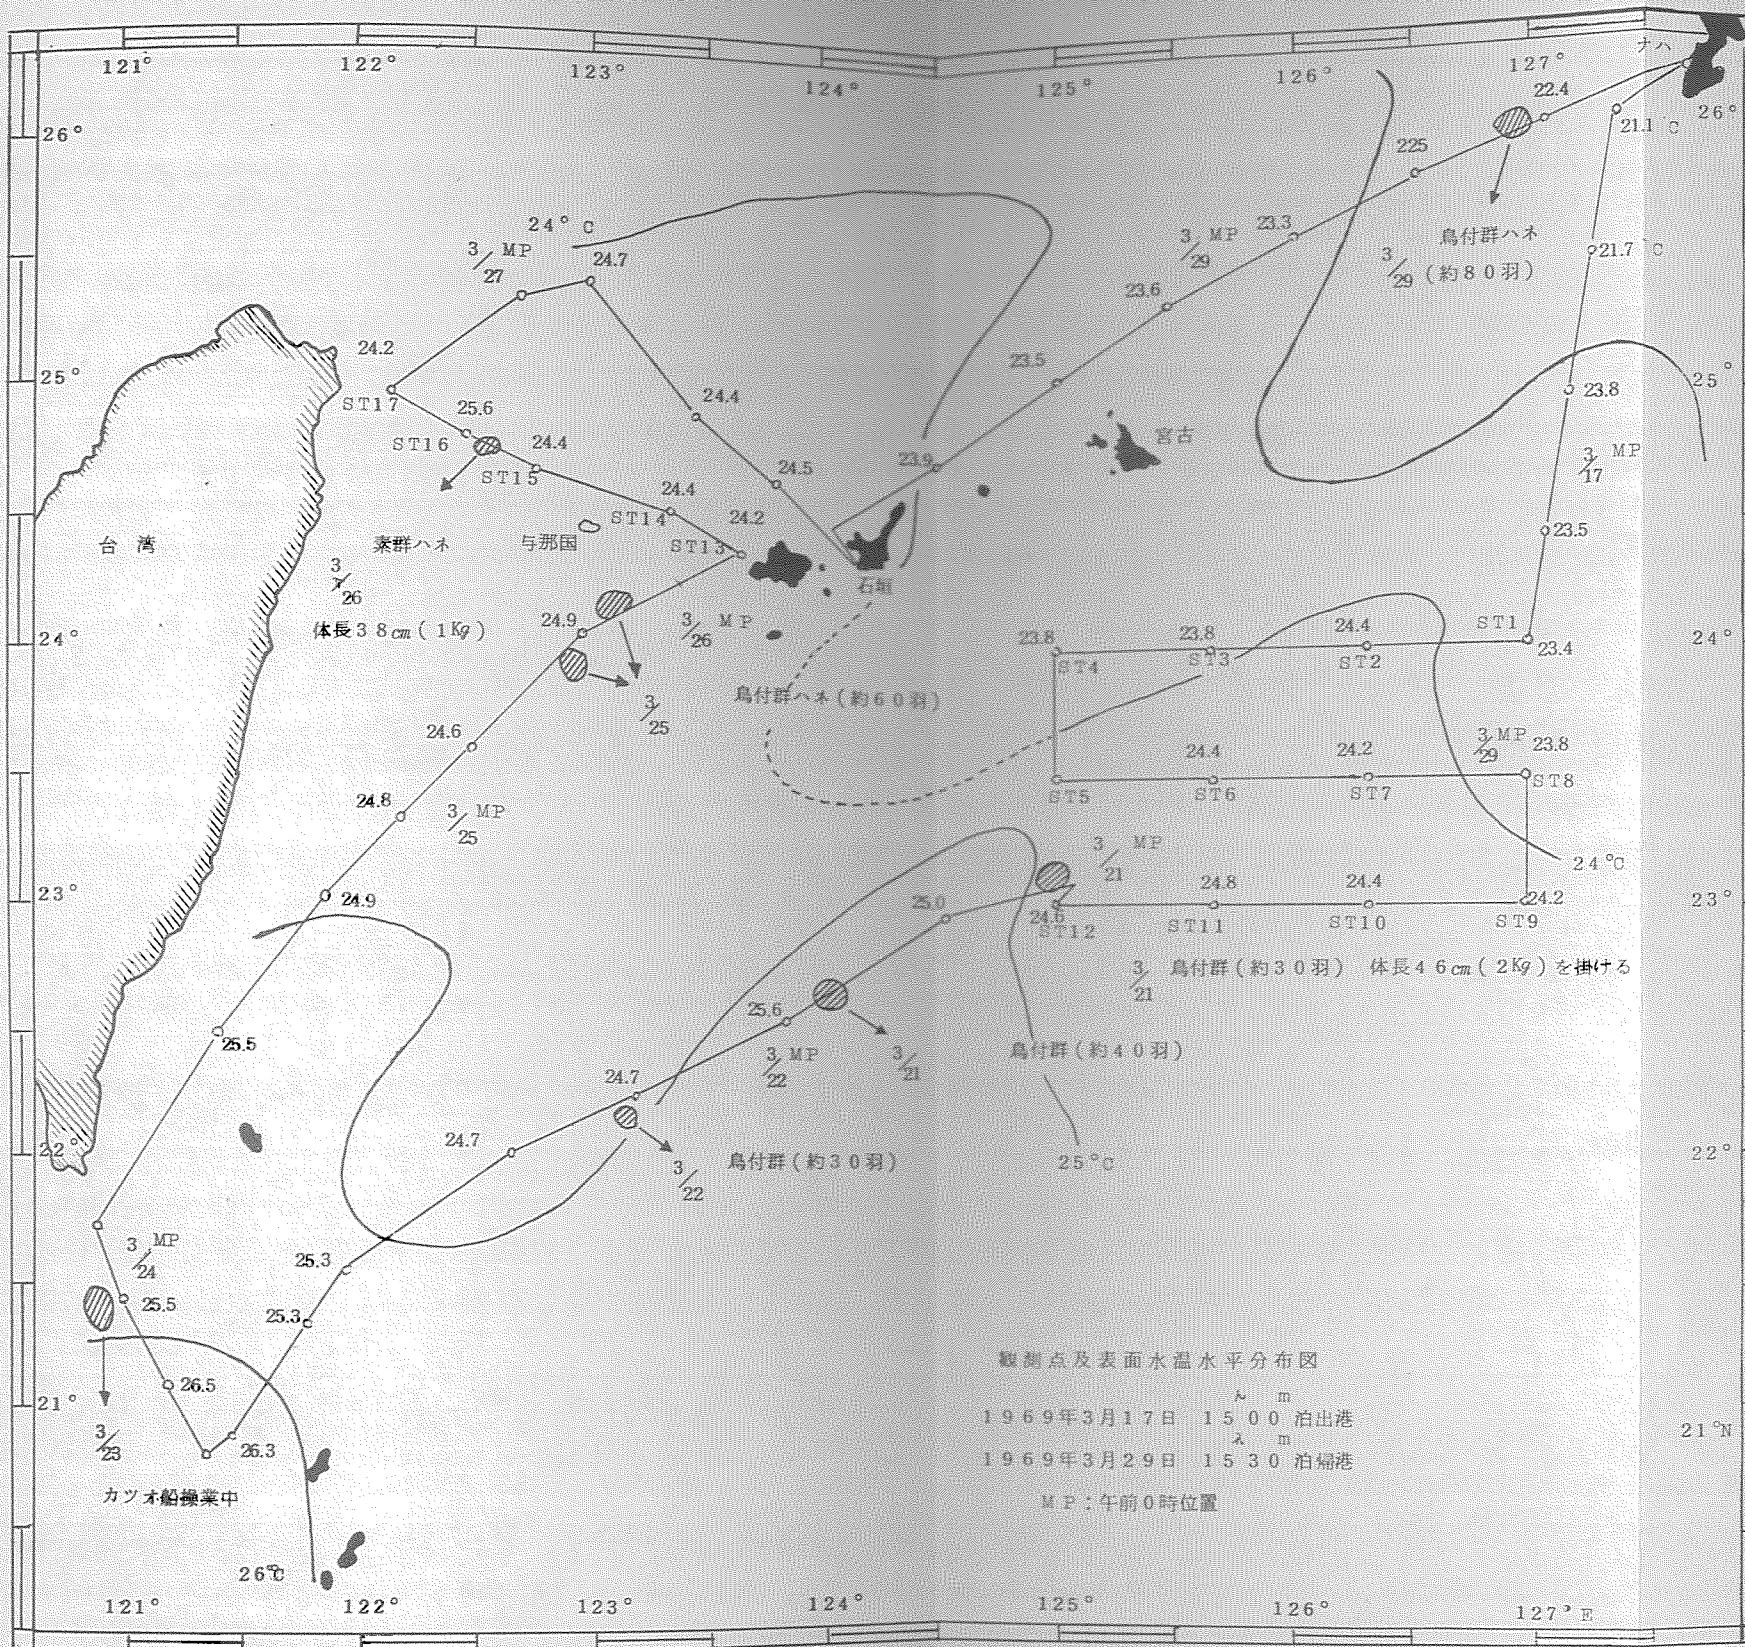 121°
122°
123°
124°
125°
126°
127°
ナハ
26°
26°
22.4
21.1°C
225
24°C
3/27 MP
24.7
3/29 MP
23.3
鳥付群ハネ
3/29 (約80羽)
21.7°C
23.6
24.2
25°
25°
23.5
23.8
ST17
25.6
24.4
ST16
24.4
ST15
宮古
3/17 MP
23.9
24.5
24.4
24.2
ST14
ST13
23.5
台湾
素群ハネ
与那国
石垣
3/26
体長38cm(1Kg)
24.9
3/26 MP
24°
24°
23.8
ST4
23.8
ST3
24.4
ST2
ST1
23.4
鳥付群ハネ(約60羽)
3/25
24.6
24.4
24.2
3/29 MP
23.8
24.8
3/25 MP
ST5
ST6
ST7
ST8
3/21 MP
24°C
23°
23°
24.9
25.0
24.6
ST12
24.8
ST11
24.4
ST10
24.2
ST9
3/21 鳥付群(約30羽) 体長46cm(2Kg)を掛ける
25.6
25.5
3/22 MP
3/21
鳥付群(約40羽)
24.7
24.7
22°
22°
3/22
鳥付群(約30羽)
25°C
3/24 MP
25.3
25.5
25.3
観測点及表面水温水平分布図
26.5
21°
21°N
h m
1969年3月17日 1500泊出港
h m
3/23
26.3
1969年3月29日 1530泊帰港
カツオ船操業中
MP:午前0時位置
26°C
121°
122°
123°
124°
125°
126°
127°E